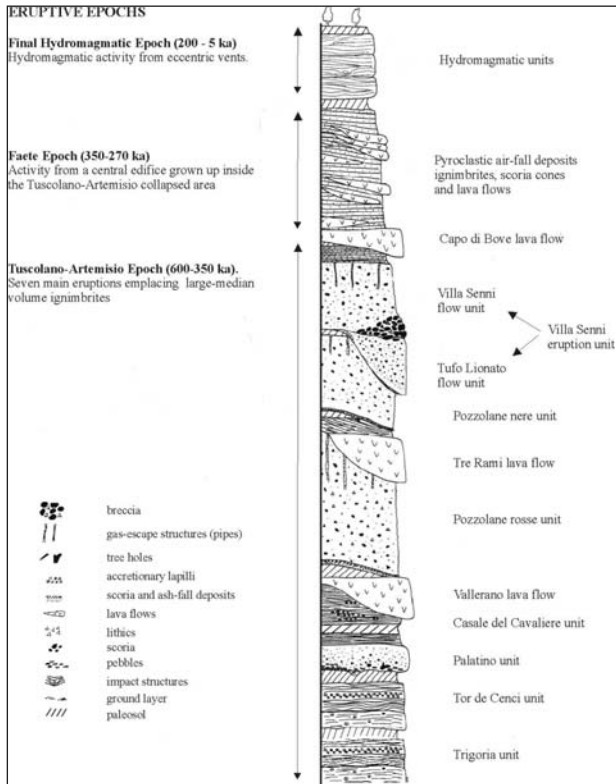 ERUPTIVE EPOCHS
Final Hydromagmatic Epoch (200 - 5 ka)
Hydromagmatic activity from eccentric vents.
Faete Epoch (350-270 ka)
Activity from a central edifice grown up inside
the Tuscolano-Artemisio collapsed area
Tuscolano-Artemisio Epoch (600-350 ka).
Seven main eruptions emplacing large-median
volume ignimbrites
breccia
gas-escape structures (pipes)
tree holes
accretionary lapilli
scoria and ash-fall deposits
lava flows
lithics
scoria
pebbles
impact structures
ground layer
paleosol
Hydromagmatic units
Pyroclastic air-fall deposits
ignimbrites, scoria cones
and lava flows
Capo di Bove lava flow
Villa Senni
flow unit
Villa Senni
eruption unit
Tufo Lionato
flow unit
Pozzolane nere unit
Tre Rami lava flow
Pozzolane rosse unit
Vallerano lava flow
Casale del Cavaliere unit
Palatino unit
Tor de Cenci unit
Trigoria unit